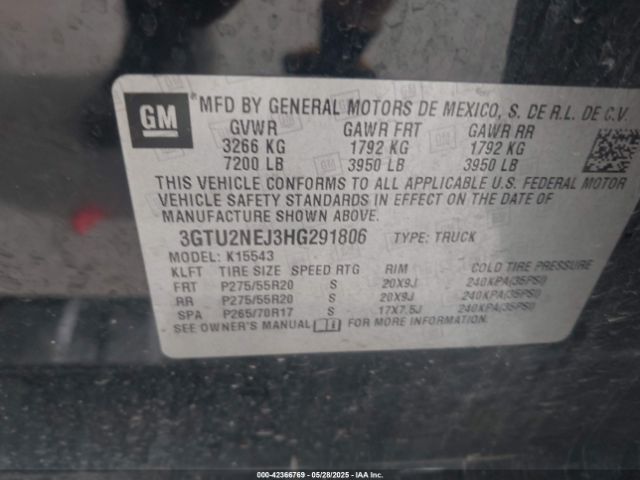 GM
*MFD BY GENERAL MOTORS DE MEXICO, S. DE R.L. DE C.V.
GVWR GAWR FRT GAWR RR
3266 KG 1792 KG 1792 KG
7200 LB 3950 LB 3950 LB
THIS VEHICLE CONFORMS TO ALL APPLICABLE U.S. FEDERAL MOTOR
VEHICLE SAFETY STANDARDS IN EFFECT ON THE DATE OF
MANUFACTURE SHOWN ABOVE.
3GTU2NEJ3HG291806 TYPE: TRUCK
MODEL: K15543
KLFT TIRE SIZE SPEED RTG RIM COLD TIRE PRESSURE
FRT P275/55R20 S 20X9J 240KPA(35PSI)
RR P275/55R20 S 20X9J 240KPA(35PSI)
SPA P265/70R17 S 17X7.5J 240KPA(35PSI)
SEE OWNER'S MANUAL FOR MORE INFORMATION.
000-42366769 - 05/28/2025 - IAA Inc.